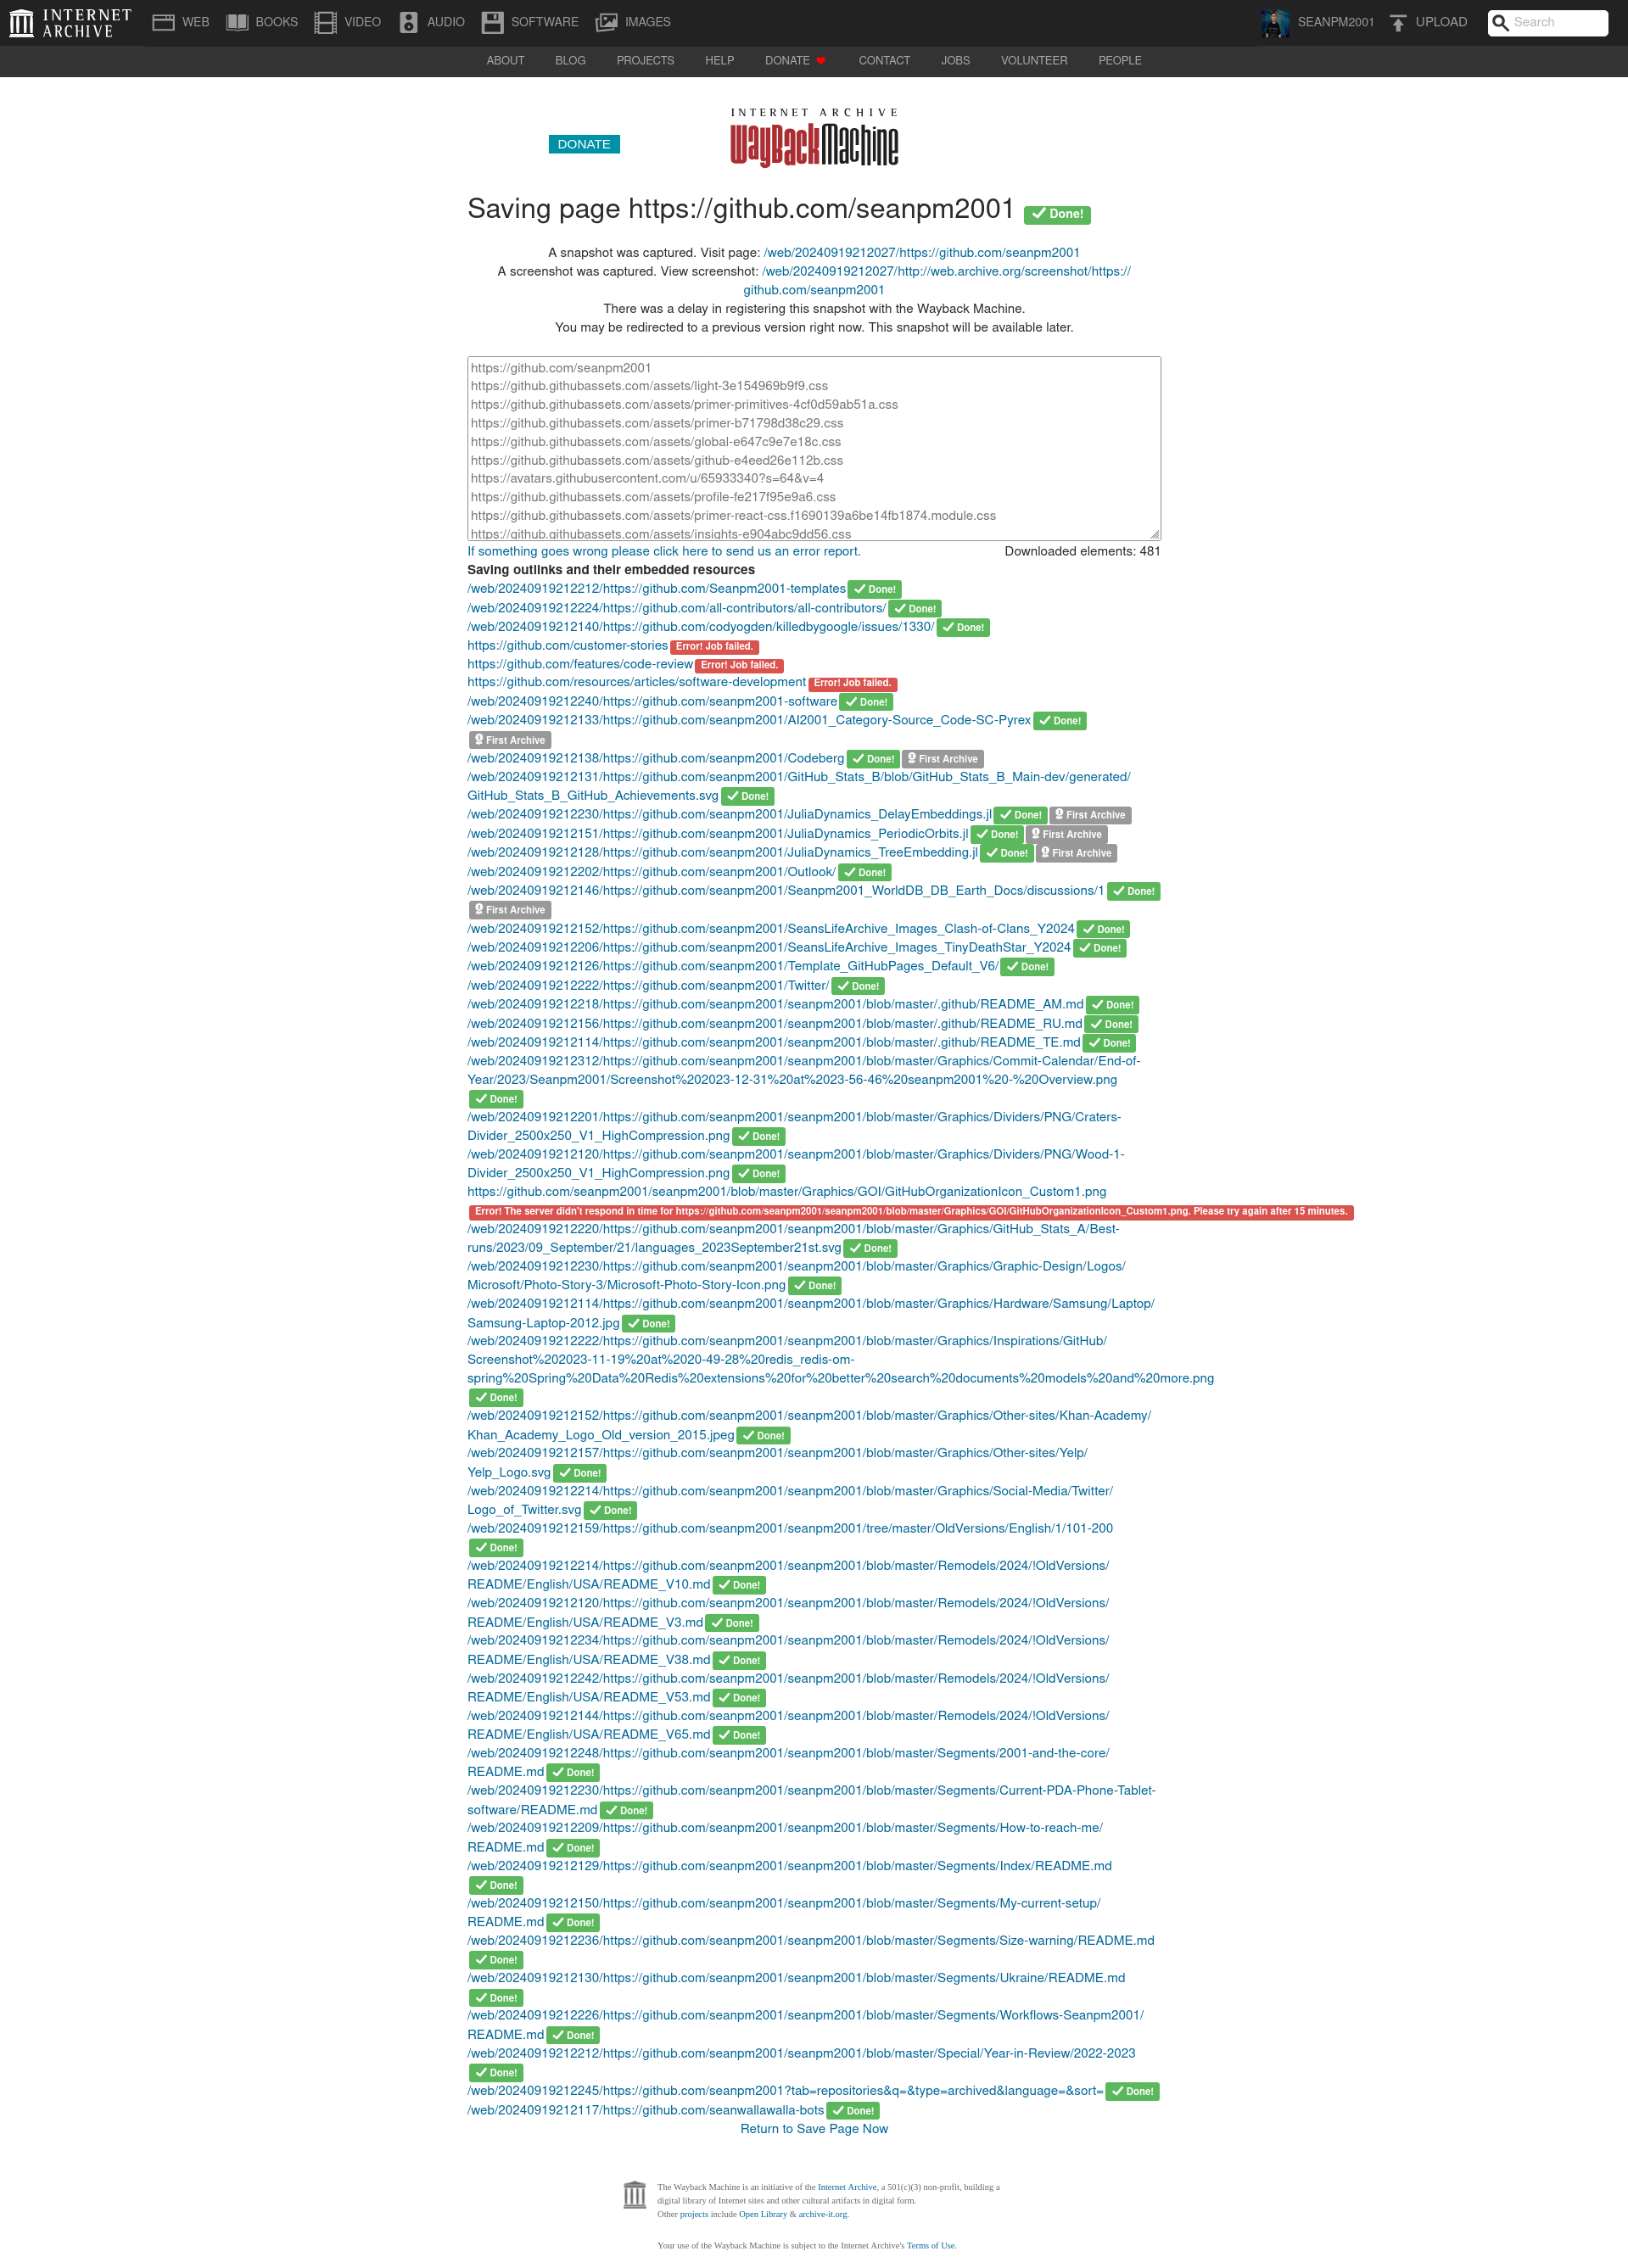 INTERNET ARCHIVE WEB BOOKS VIDEO AUDIO SOFTWARE IMAGES SEANPM2001 UPLOAD Search
ABOUT BLOG PROJECTS HELP DONATE CONTACT JOBS VOLUNTEER PEOPLE
INTERNET ARCHIVE
DONATE WayBackMachine
Saving page https://github.com/seanpm2001 Done!
A snapshot was captured. Visit page: /web/20240919212027/https://github.com/seanpm2001
A screenshot was captured. View screenshot: /web/20240919212027/http://web.archive.org/screenshot/https://
github.com/seanpm2001
There was a delay in registering this snapshot with the Wayback Machine.
You may be redirected to a previous version right now. This snapshot will be available later.
https://github.com/seanpm2001
https://github.githubassets.com/assets/light-3e154969b9f9.css
https://github.githubassets.com/assets/primer-primitives-4cf0d59ab51a.css
https://github.githubassets.com/assets/primer-b71798d38c29.css
https://github.githubassets.com/assets/global-e647c9e7e18c.css
https://github.githubassets.com/assets/github-e4eed26e112b.css
https://avatars.githubusercontent.com/u/65933340?s=64&v=4
https://github.githubassets.com/assets/profile-fe217f95e9a6.css
https://github.githubassets.com/assets/primer-react-css.f1690139a6be14fb1874.module.css
https://github.githubassets.com/assets/insights-e904abc9dd56.css
If something goes wrong please click here to send us an error report. Downloaded elements: 481
Saving outlinks and their embedded resources
/web/20240919212212/https://github.com/Seanpm2001-templates Done!
/web/20240919212224/https://github.com/all-contributors/all-contributors/ Done!
/web/20240919212140/https://github.com/codyogden/killedbygoogle/issues/1330/ Done!
https://github.com/customer-stories Error! Job failed.
https://github.com/features/code-review Error! Job failed.
https://github.com/resources/articles/software-development Error! Job failed.
/web/20240919212240/https://github.com/seanpm2001-software Done!
/web/20240919212133/https://github.com/seanpm2001/AI2001_Category-Source_Code-SC-Pyrex Done!
First Archive
/web/20240919212138/https://github.com/seanpm2001/Codeberg Done! First Archive
/web/20240919212131/https://github.com/seanpm2001/GitHub_Stats_B/blob/GitHub_Stats_B_Main-dev/generated/
GitHub_Stats_B_GitHub_Achievements.svg Done!
/web/20240919212230/https://github.com/seanpm2001/JuliaDynamics_DelayEmbeddings.jl Done! First Archive
/web/20240919212151/https://github.com/seanpm2001/JuliaDynamics_PeriodicOrbits.jl Done! First Archive
/web/20240919212128/https://github.com/seanpm2001/JuliaDynamics_TreeEmbedding.jl Done! First Archive
/web/20240919212202/https://github.com/seanpm2001/Outlook/ Done!
/web/20240919212146/https://github.com/seanpm2001/Seanpm2001_WorldDB_DB_Earth_Docs/discussions/1 Done!
First Archive
/web/20240919212152/https://github.com/seanpm2001/SeansLifeArchive_Images_Clash-of-Clans_Y2024 Done!
/web/20240919212206/https://github.com/seanpm2001/SeansLifeArchive_Images_TinyDeathStar_Y2024 Done!
/web/20240919212126/https://github.com/seanpm2001/Template_GitHubPages_Default_V6/ Done!
/web/20240919212222/https://github.com/seanpm2001/Twitter/ Done!
/web/20240919212218/https://github.com/seanpm2001/seanpm2001/blob/master/.github/README_AM.md Done!
/web/20240919212156/https://github.com/seanpm2001/seanpm2001/blob/master/.github/README_RU.md Done!
/web/20240919212114/https://github.com/seanpm2001/seanpm2001/blob/master/.github/README_TE.md Done!
/web/20240919212312/https://github.com/seanpm2001/seanpm2001/blob/master/Graphics/Commit-Calendar/End-of-
Year/2023/Seanpm2001/Screenshot%202023-12-31%20at%2023-56-46%20seanpm2001%20-%20Overview.png
Done!
/web/20240919212201/https://github.com/seanpm2001/seanpm2001/blob/master/Graphics/Dividers/PNG/Craters-
Divider_2500x250_V1_HighCompression.png Done!
/web/20240919212120/https://github.com/seanpm2001/seanpm2001/blob/master/Graphics/Dividers/PNG/Wood-1-
Divider_2500x250_V1_HighCompression.png Done!
https://github.com/seanpm2001/seanpm2001/blob/master/Graphics/GOI/GitHubOrganizationIcon_Custom1.png
Error! The server didn't respond in time for https://github.com/seanpm2001/seanpm2001/blob/master/Graphics/GOI/GitHubOrganizationIcon_Custom1.png. Please try again after 15 minutes.
/web/20240919212220/https://github.com/seanpm2001/seanpm2001/blob/master/Graphics/GitHub_Stats_A/Best-
runs/2023/09_September/21/languages_2023September21st.svg Done!
/web/20240919212230/https://github.com/seanpm2001/seanpm2001/blob/master/Graphics/Graphic-Design/Logos/
Microsoft/Photo-Story-3/Microsoft-Photo-Story-Icon.png Done!
/web/20240919212114/https://github.com/seanpm2001/seanpm2001/blob/master/Graphics/Hardware/Samsung/Laptop/
Samsung-Laptop-2012.jpg Done!
/web/20240919212222/https://github.com/seanpm2001/seanpm2001/blob/master/Graphics/Inspirations/GitHub/
Screenshot%202023-11-19%20at%2020-49-28%20redis_redis-om-
spring%20Spring%20Data%20Redis%20extensions%20for%20better%20search%20documents%20models%20and%20more.png
Done!
/web/20240919212152/https://github.com/seanpm2001/seanpm2001/blob/master/Graphics/Other-sites/Khan-Academy/
Khan_Academy_Logo_Old_version_2015.jpeg Done!
/web/20240919212157/https://github.com/seanpm2001/seanpm2001/blob/master/Graphics/Other-sites/Yelp/
Yelp_Logo.svg Done!
/web/20240919212214/https://github.com/seanpm2001/seanpm2001/blob/master/Graphics/Social-Media/Twitter/
Logo_of_Twitter.svg Done!
/web/20240919212159/https://github.com/seanpm2001/seanpm2001/tree/master/OldVersions/English/1/101-200
Done!
/web/20240919212214/https://github.com/seanpm2001/seanpm2001/blob/master/Remodels/2024/!OldVersions/
README/English/USA/README_V10.md Done!
/web/20240919212120/https://github.com/seanpm2001/seanpm2001/blob/master/Remodels/2024/!OldVersions/
README/English/USA/README_V3.md Done!
/web/20240919212234/https://github.com/seanpm2001/seanpm2001/blob/master/Remodels/2024/!OldVersions/
README/English/USA/README_V38.md Done!
/web/20240919212242/https://github.com/seanpm2001/seanpm2001/blob/master/Remodels/2024/!OldVersions/
README/English/USA/README_V53.md Done!
/web/20240919212144/https://github.com/seanpm2001/seanpm2001/blob/master/Remodels/2024/!OldVersions/
README/English/USA/README_V65.md Done!
/web/20240919212248/https://github.com/seanpm2001/seanpm2001/blob/master/Segments/2001-and-the-core/
README.md Done!
/web/20240919212230/https://github.com/seanpm2001/seanpm2001/blob/master/Segments/Current-PDA-Phone-Tablet-
software/README.md Done!
/web/20240919212209/https://github.com/seanpm2001/seanpm2001/blob/master/Segments/How-to-reach-me/
README.md Done!
/web/20240919212129/https://github.com/seanpm2001/seanpm2001/blob/master/Segments/Index/README.md
Done!
/web/20240919212150/https://github.com/seanpm2001/seanpm2001/blob/master/Segments/My-current-setup/
README.md Done!
/web/20240919212236/https://github.com/seanpm2001/seanpm2001/blob/master/Segments/Size-warning/README.md
Done!
/web/20240919212130/https://github.com/seanpm2001/seanpm2001/blob/master/Segments/Ukraine/README.md
Done!
/web/20240919212226/https://github.com/seanpm2001/seanpm2001/blob/master/Segments/Workflows-Seanpm2001/
README.md Done!
/web/20240919212212/https://github.com/seanpm2001/seanpm2001/blob/master/Special/Year-in-Review/2022-2023
Done!
/web/20240919212245/https://github.com/seanpm2001?tab=repositories&q=&type=archived&language=&sort= Done!
/web/20240919212117/https://github.com/seanwallawalla-bots Done!
Return to Save Page Now
The Wayback Machine is an initiative of the Internet Archive, a 501(c)(3) non-profit, building a
digital library of Internet sites and other cultural artifacts in digital form.
Other projects include Open Library & archive-it.org.
Your use of the Wayback Machine is subject to the Internet Archive's Terms of Use.